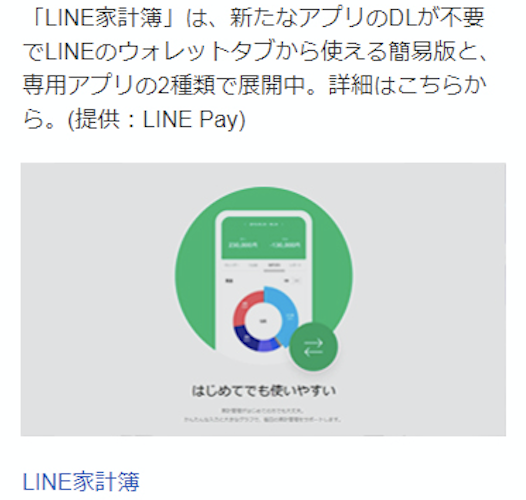 「LINE家計簿」は、新たなアプリのDLが不要
でLINEのウォレットタブから使える簡易版と、
専用アプリの2種類で展開中。詳細はこちらか
ら。(提供：LINE Pay)
はじめてでも使いやすい
LINE家計簿